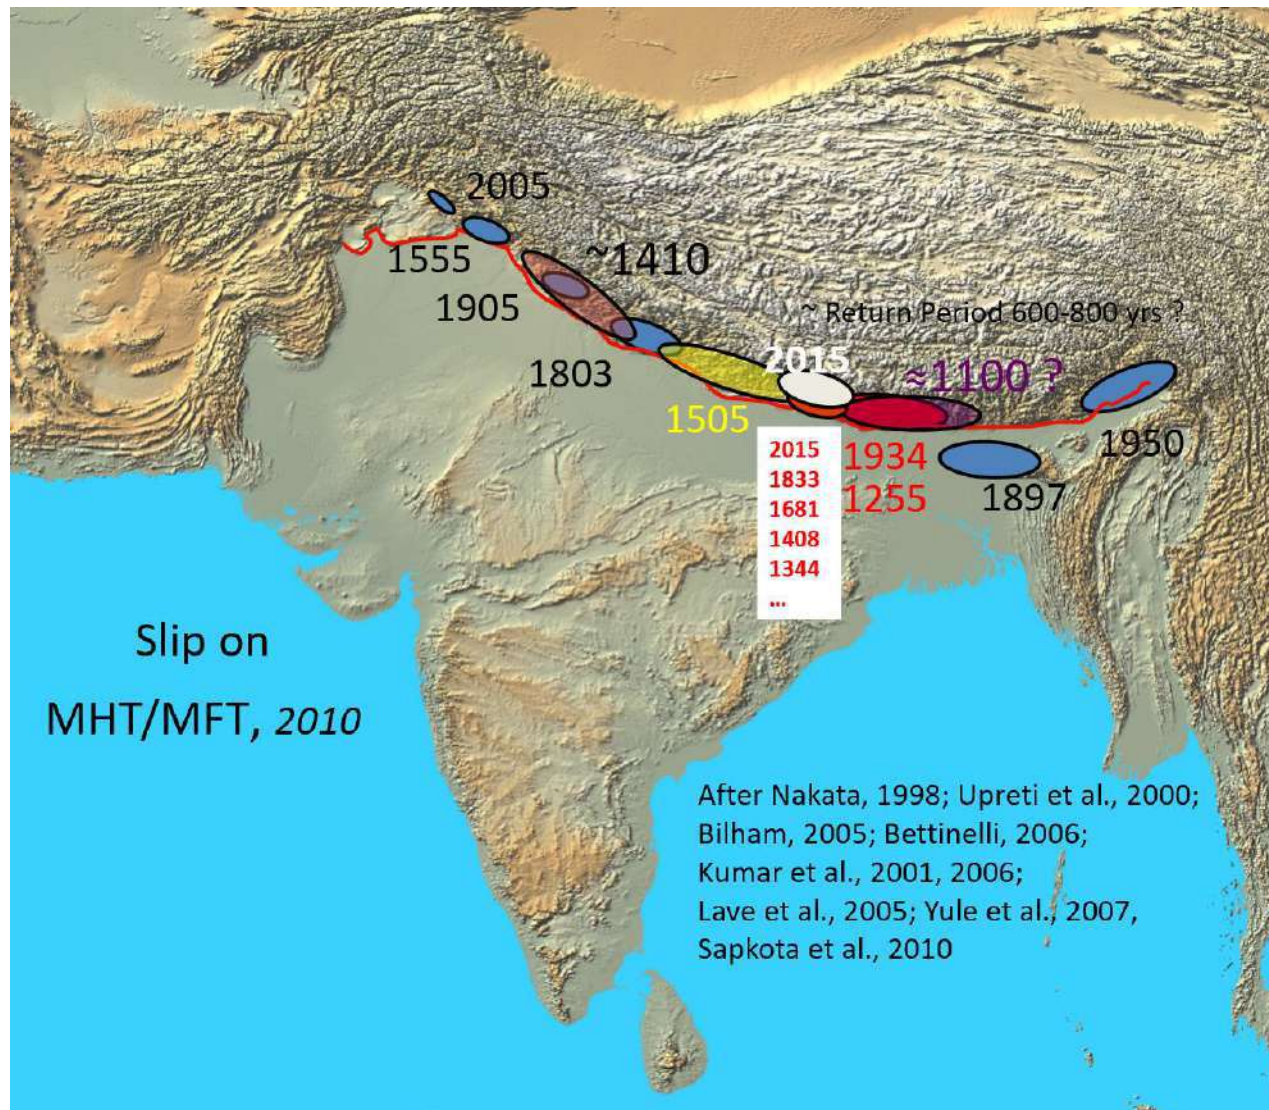 2005
1555
~1410
1905
~ Return Period 600-800 yrs ?
1803
2015
≈1100 ?
1505
1950
2015
1833
1681
1408
1344
...
1934
1255
1897
Slip on
MHT/MFT, 2010
After Nakata, 1998; Upreti et al., 2000;
Bilham, 2005; Bettinelli, 2006;
Kumar et al., 2001, 2006;
Lave et al., 2005; Yule et al., 2007,
Sapkota et al., 2010